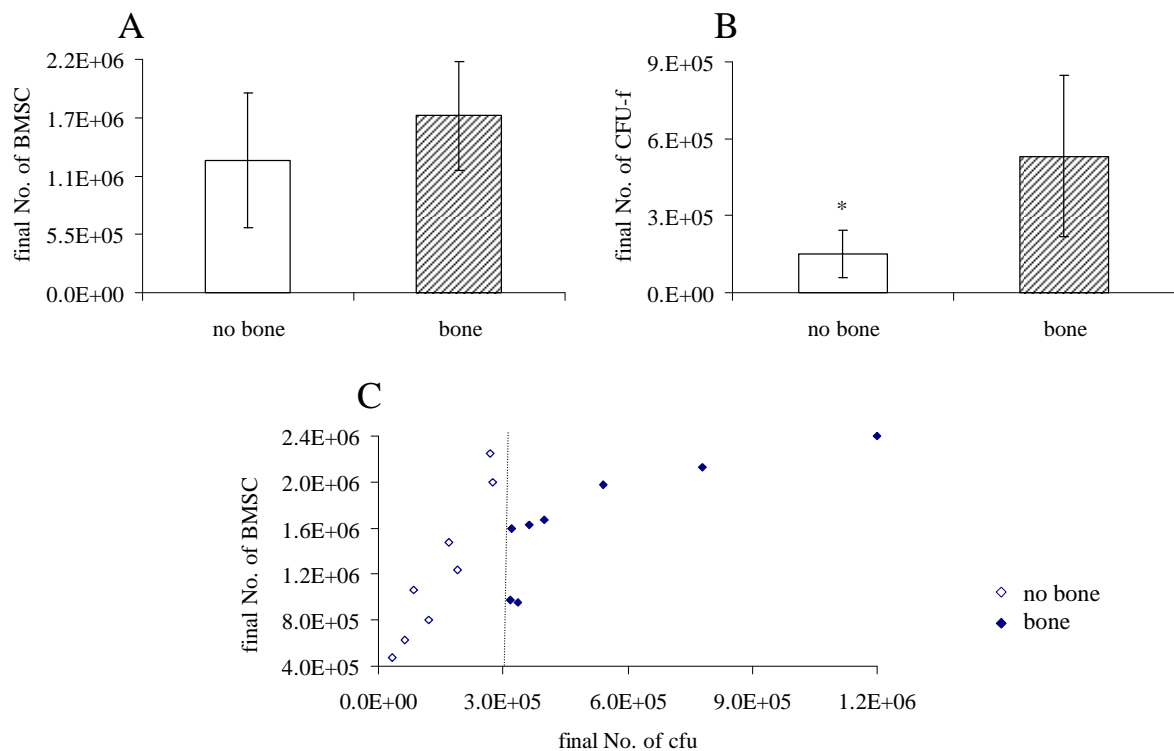 A
final No. of BMSC
2.2E+06
1.7E+06
1.1E+06
5.5E+05
0.0E+00
no bone
bone
B
final No. of CFU-f
9.E+05
6.E+05
3.E+05
0.E+00
*
no bone
bone
C
final No. of BMSC
2.4E+06
2.0E+06
1.6E+06
1.2E+06
8.0E+05
4.0E+05
0.0E+00 3.0E+05 6.0E+05 9.0E+05 1.2E+06
final No. of cfu
no bone
bone